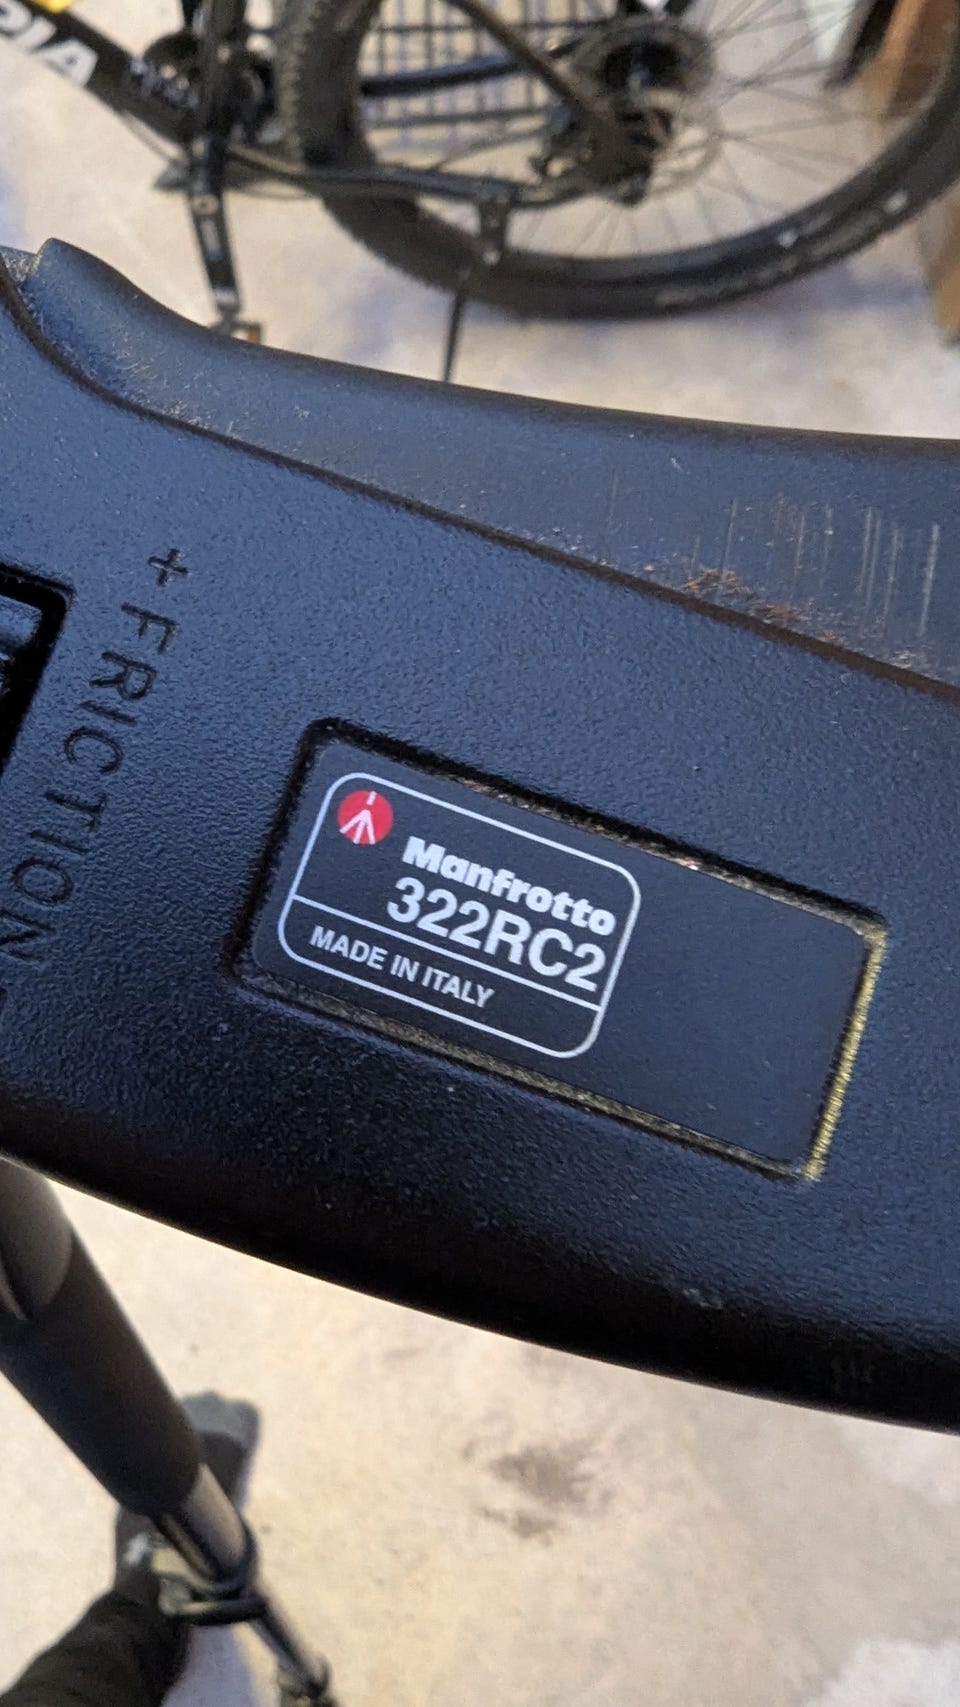 + FRICTION -
Manfrotto
322RC2
MADE IN ITALY